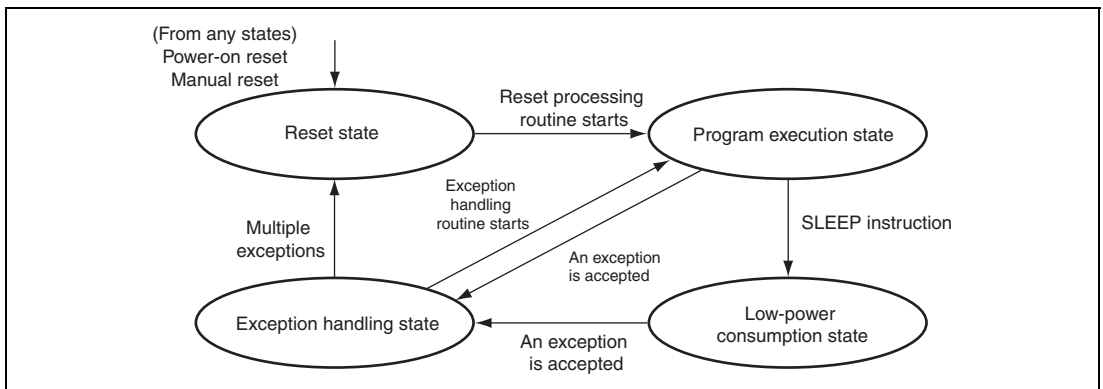 (From any states)
Power-on reset
Manual reset
Reset state
Reset processing
routine starts
Program execution state
Exception
handling
routine starts
Multiple
exceptions
An exception
is accepted
SLEEP instruction
Exception handling state
An exception
is accepted
Low-power
consumption state